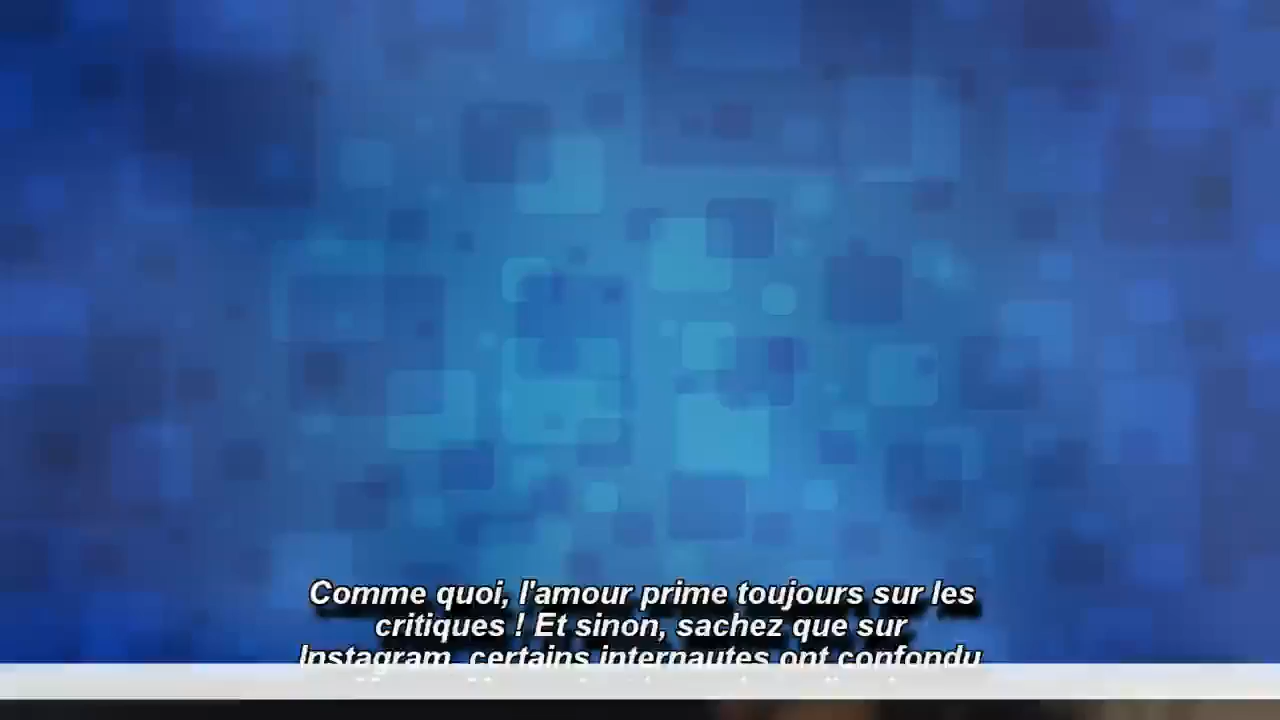 Comme quoi, l'amour prime toujours sur les
critiques ! Et sinon, sachez que sur
Instagram, certains internautes ont confondu